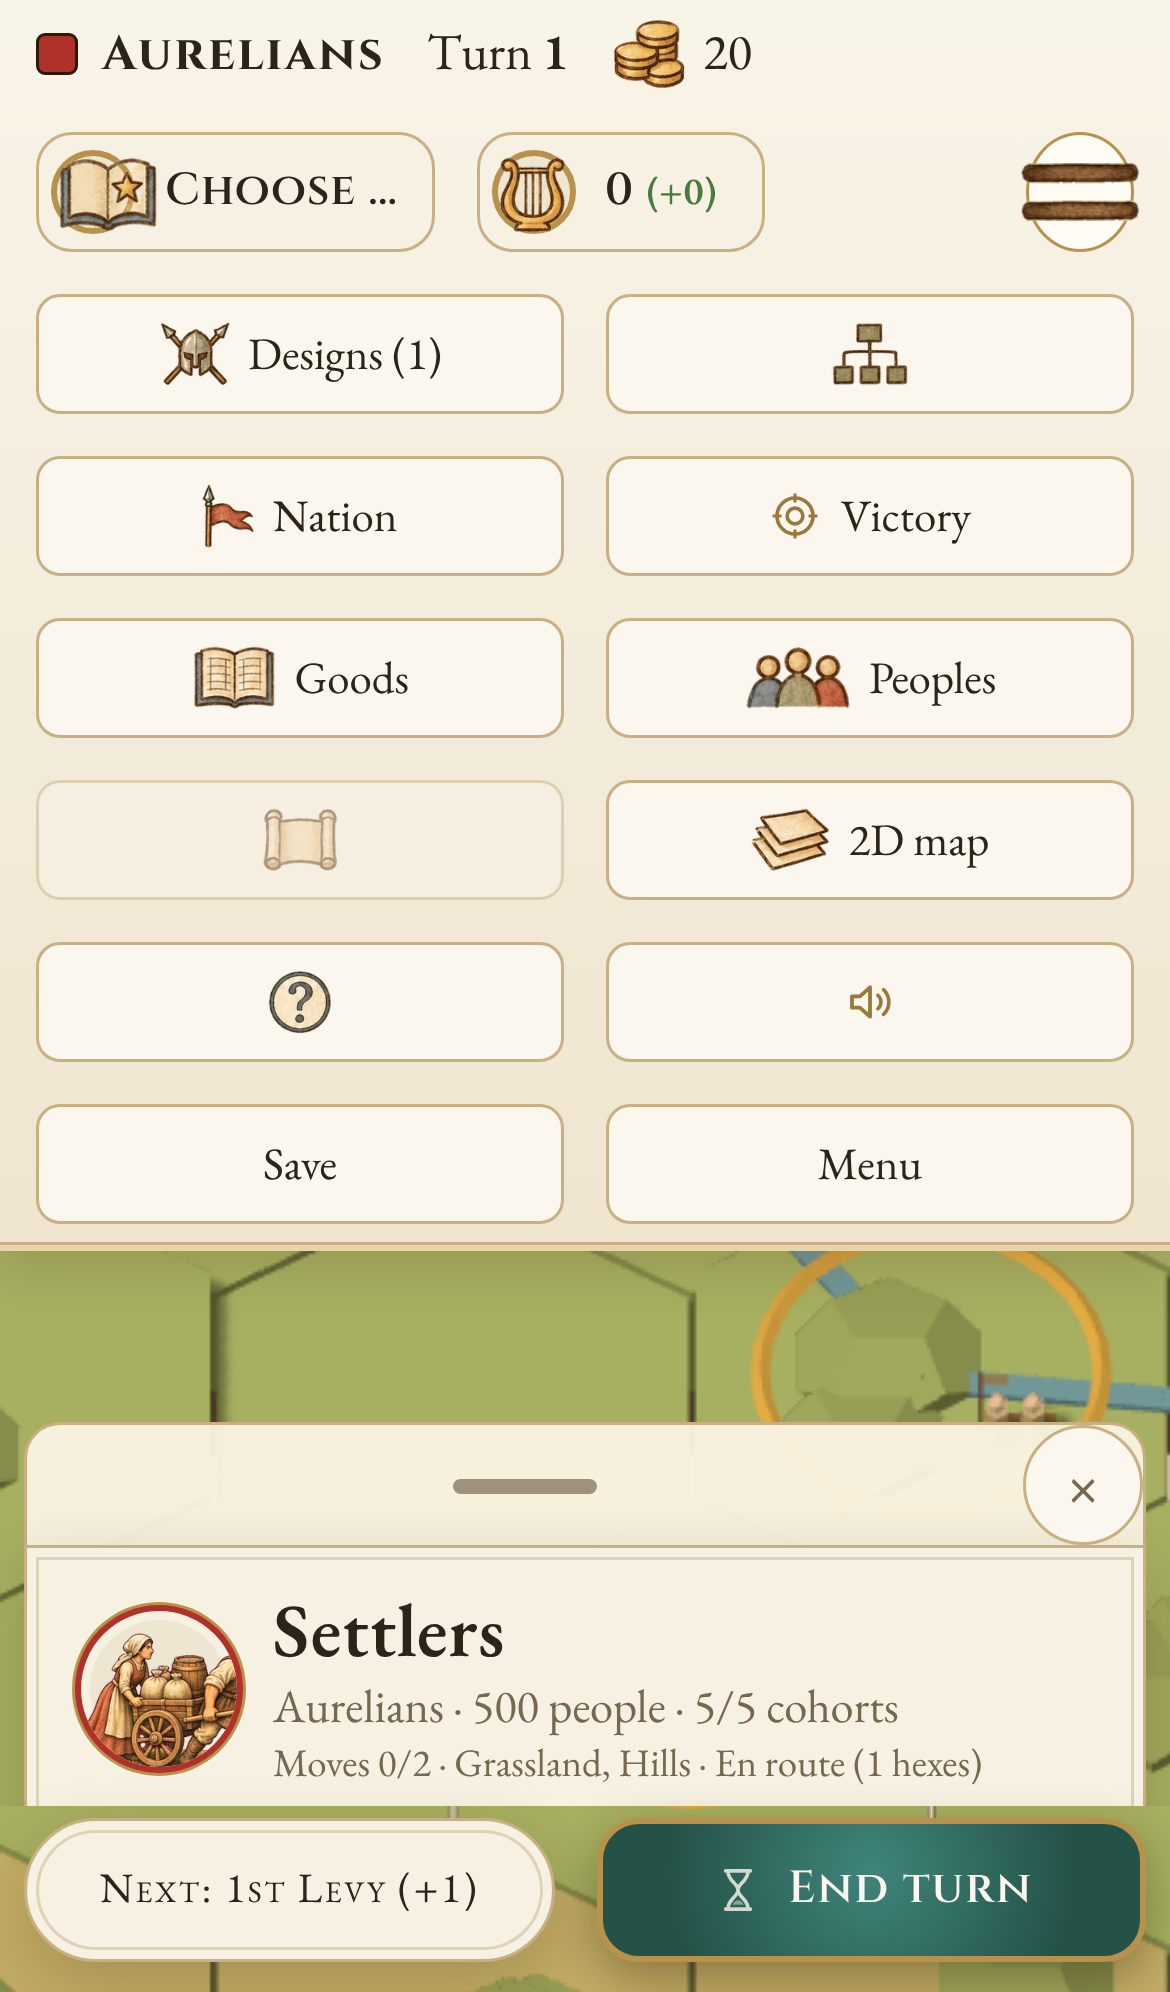 AURELIANS Turn 1 20
CHOOSE ... 0 (+0)
Designs (1)
Nation Victory
Goods Peoples
2D map
?
Save Menu
×
Settlers
Aurelians · 500 people · 5/5 cohorts
Moves 0/2 · Grassland, Hills · En route (1 hexes)
NEXT: 1ST LEVY (+1) END TURN